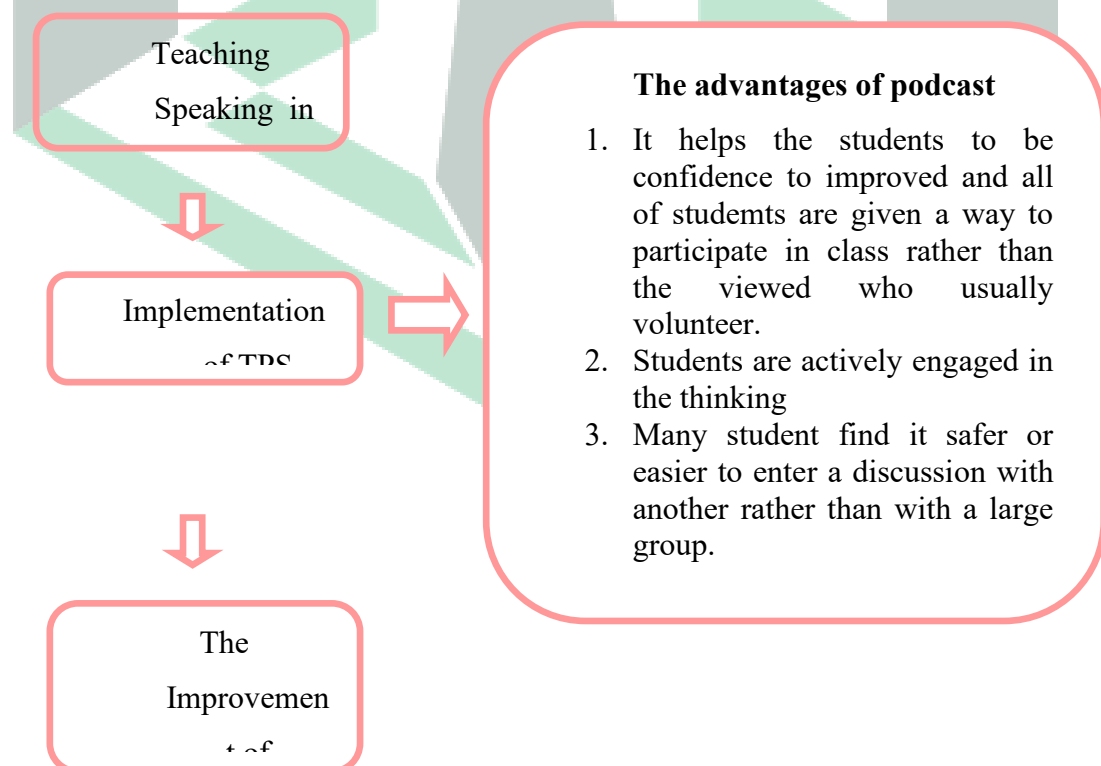 Teaching
Speaking in
Implementation
of TPS
The
Improvemen
t of
The advantages of podcast
1. It helps the students to be
confidence to improved and all
of studemts are given a way to
participate in class rather than
the viewed who usually
volunteer.
2. Students are actively engaged in
the thinking
3. Many student find it safer or
easier to enter a discussion with
another rather than with a large
group.